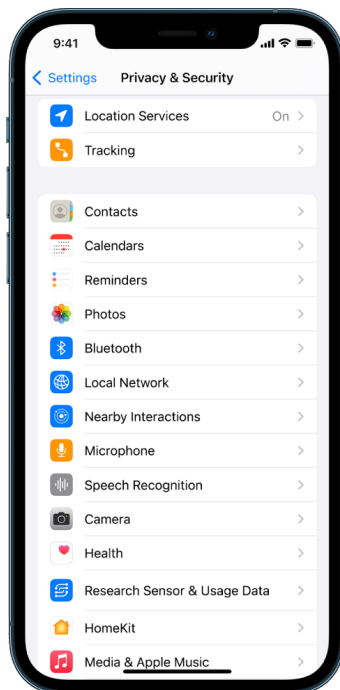 9:41
Settings Privacy & Security
Location Services On
Tracking
Contacts
Calendars
Reminders
Photos
Bluetooth
Local Network
Nearby Interactions
Microphone
Speech Recognition
Camera
Health
Research Sensor & Usage Data
HomeKit
Media & Apple Music